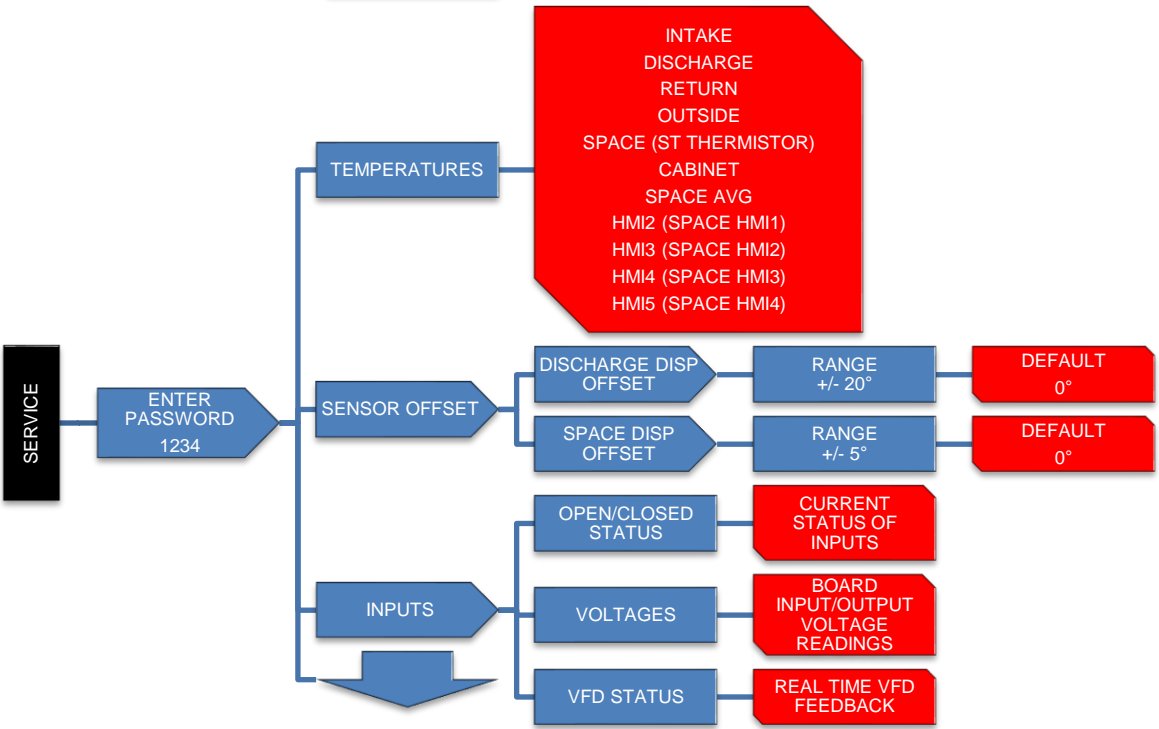 SERVICE
ENTER
PASSWORD
1234
TEMPERATURES
INTAKE
DISCHARGE
RETURN
OUTSIDE
SPACE (ST THERMISTOR)
CABINET
SPACE AVG
HMI2 (SPACE HMI1)
HMI3 (SPACE HMI2)
HMI4 (SPACE HMI3)
HMI5 (SPACE HMI4)
SENSOR OFFSET
DISCHARGE DISP
OFFSET
RANGE
+/- 20°
DEFAULT
0°
SPACE DISP
OFFSET
RANGE
+/- 5°
DEFAULT
0°
INPUTS
OPEN/CLOSED
STATUS
CURRENT
STATUS OF
INPUTS
VOLTAGES
BOARD
INPUT/OUTPUT
VOLTAGE
READINGS
VFD STATUS
REAL TIME VFD
FEEDBACK